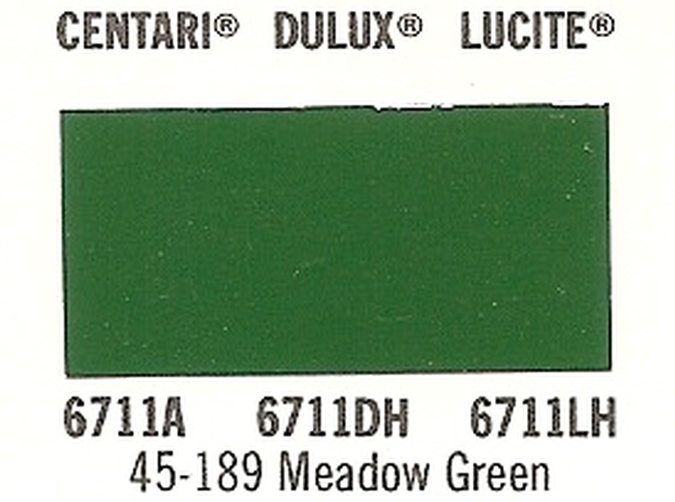 CENTARI® DULUX® LUCITE®
6711A 6711DH 6711LH
45-189 Meadow Green